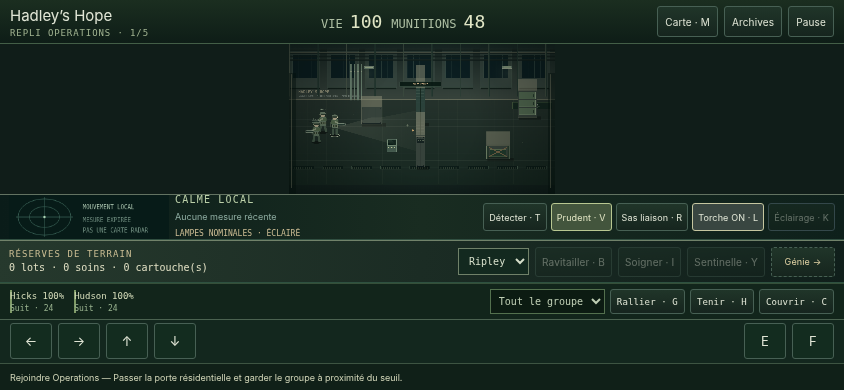 Hadley's Hope
REPLI OPERATIONS · 1/5
VIE 100 MUNITIONS 48
Carte · M
Archives
Pause
MOUVEMENT LOCAL
MESURE EXPIRÉE
PAS UNE CARTE RADAR
CALME LOCAL
Aucune mesure récente
LAMPES NOMINALES · ÉCLAIRÉ
Détecter · T
Prudent · V
Sas liaison · R
Torche ON · L
Éclairage · K
RÉSERVES DE TERRAIN
0 lots · 0 soins · 0 cartouche(s)
Ripley
Ravitailler · B
Soigner · I
Sentinelle · Y
Génie →
Hicks 100%
Suit · 24
Hudson 100%
Suit · 24
Tout le groupe
Rallier · G
Tenir · H
Couvrir · C
←
→
↑
↓
E
F
Rejoindre Operations — Passer la porte résidentielle et garder le groupe à proximité du seuil.